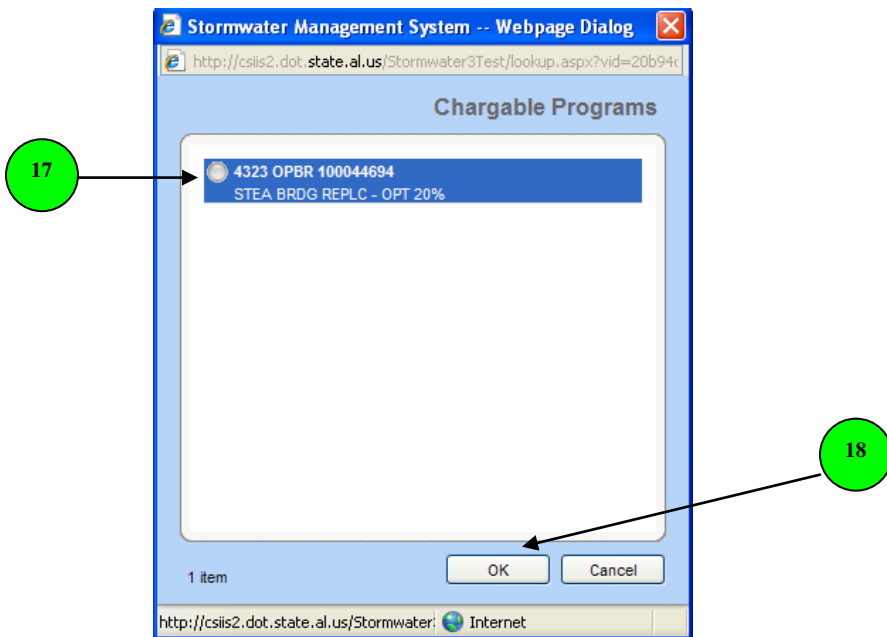 Stormwater Management System -- Webpage Dialog
http://csiis2.dot.state.al.us/Stormwater3Test/lookup.aspx?vid=20b94
Chargable Programs
17
4323 OPBR 100044694
STEA BRDG REPLC - OPT 20%
18
1 item
OK
Cancel
http://csiis2.dot.state.al.us/Stormwater
Internet